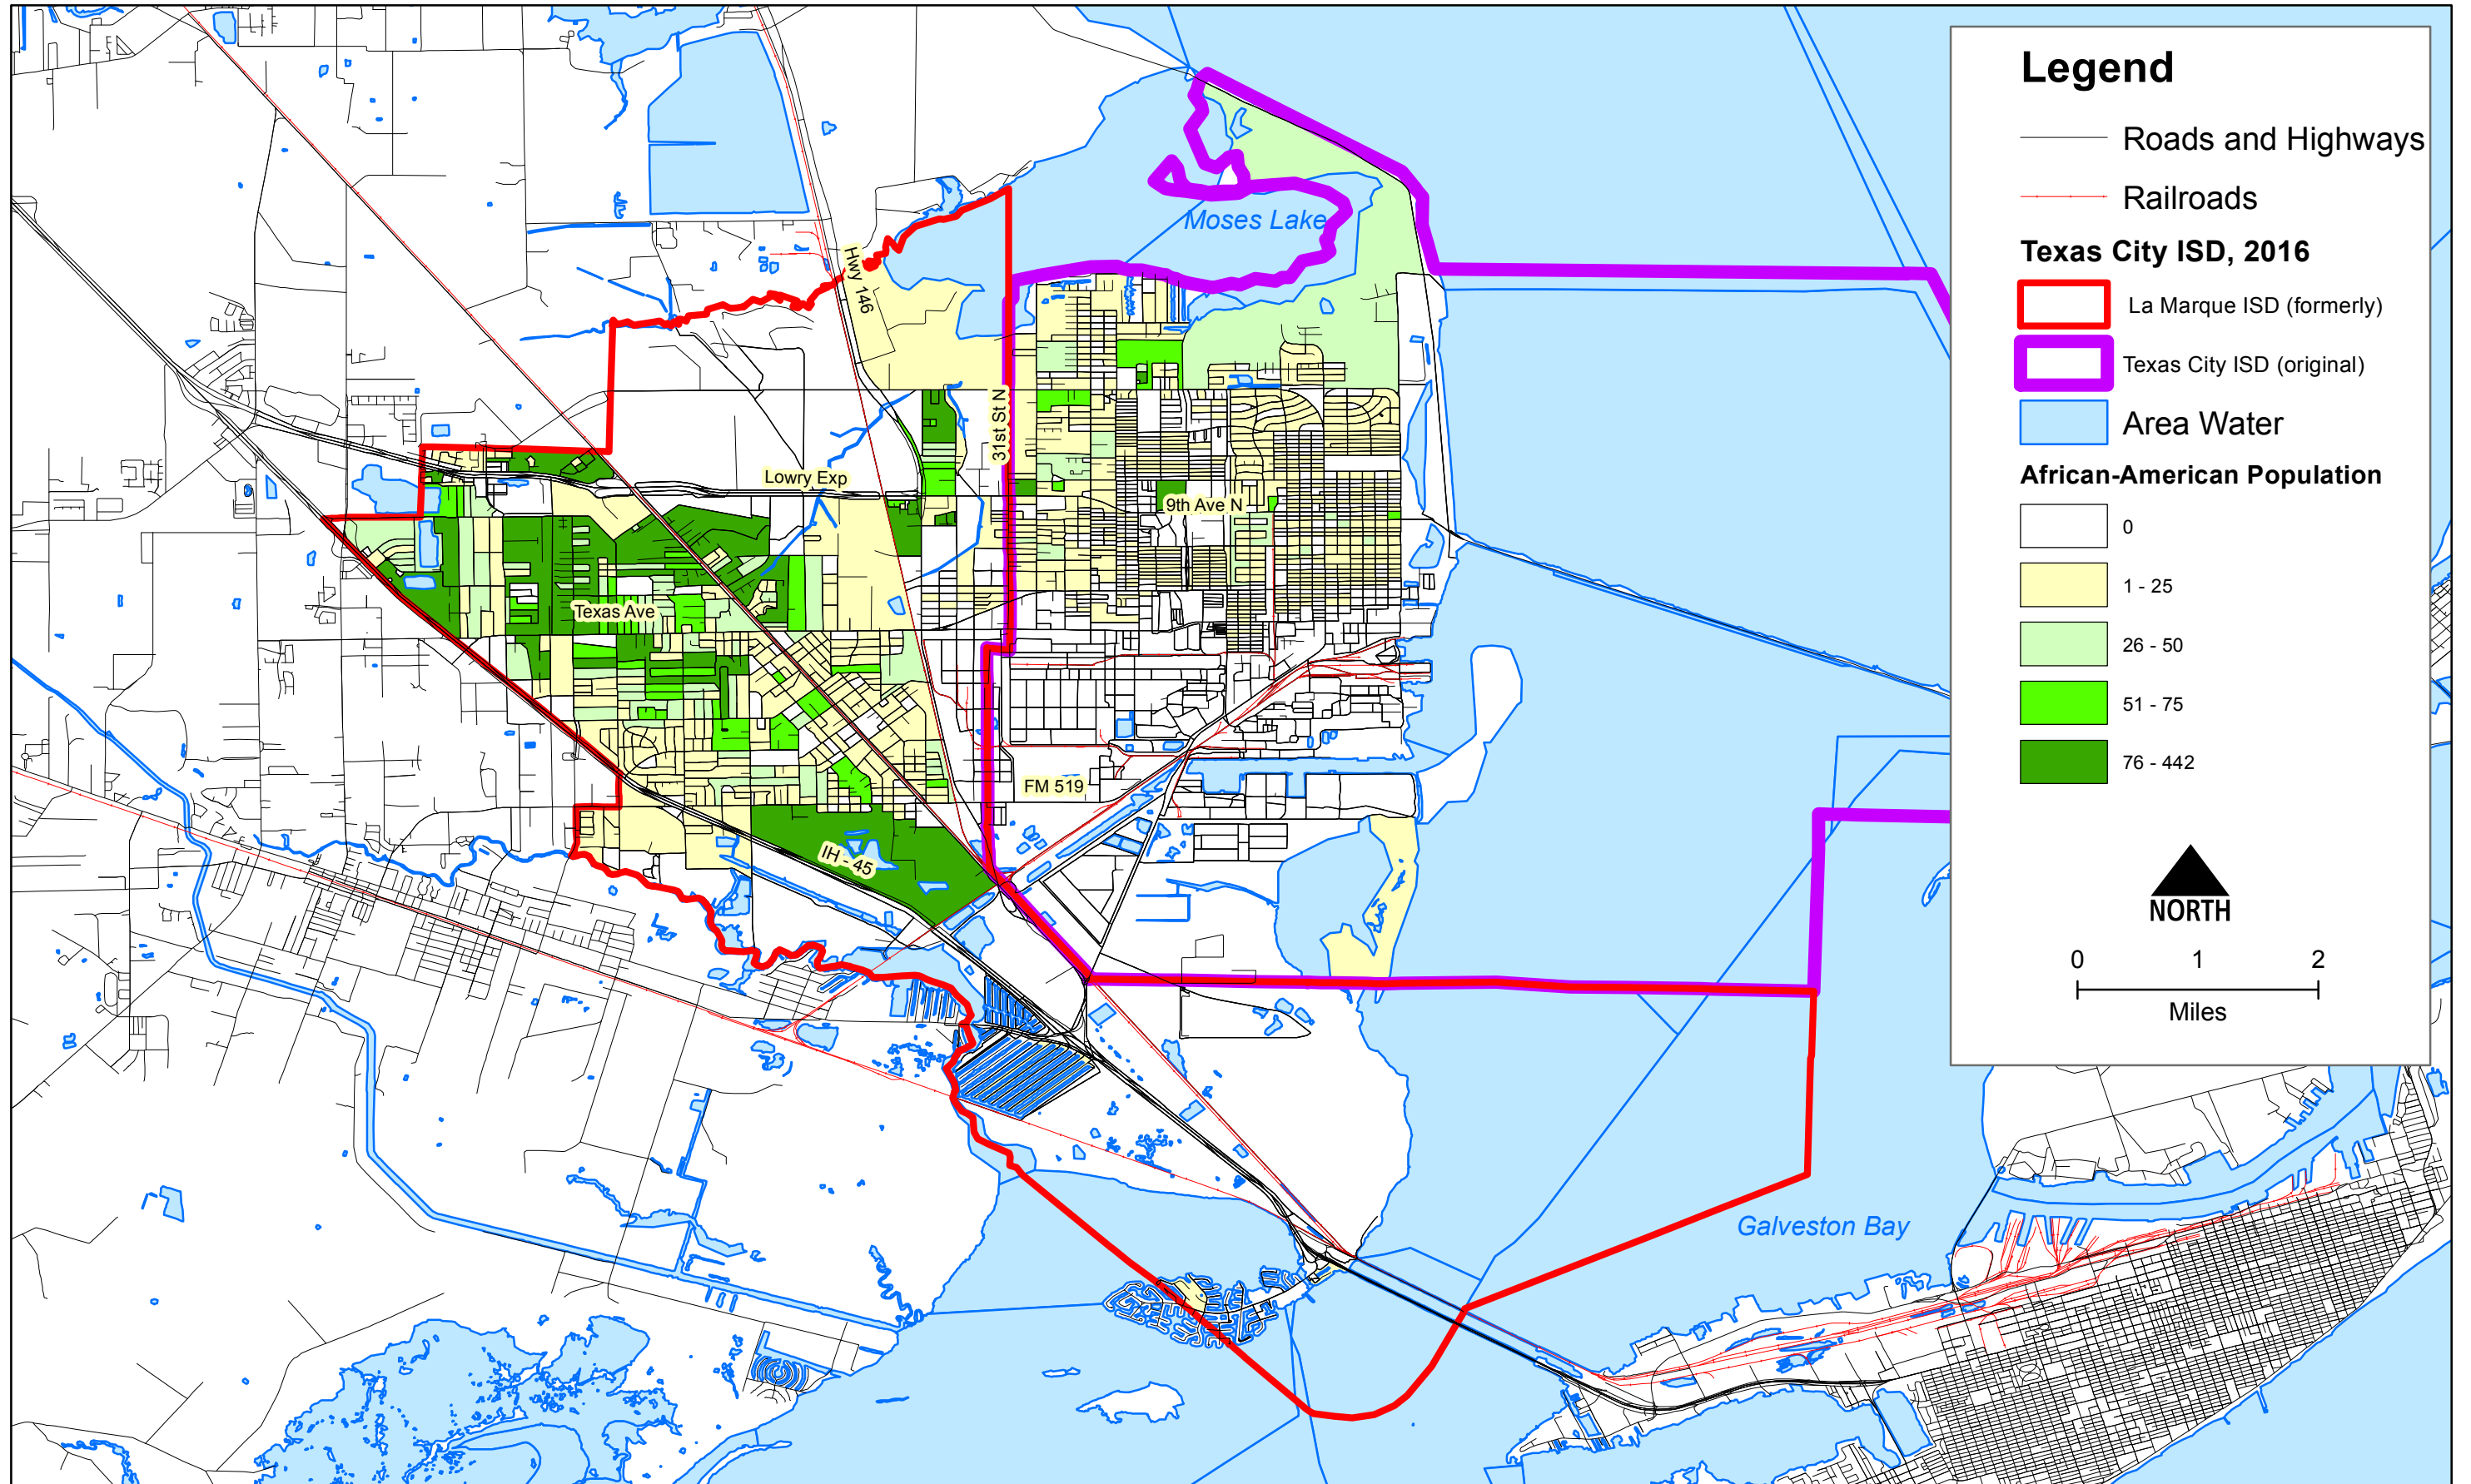 Legend
Roads and Highways
Railroads
Texas City ISD, 2016
La Marque ISD (formerly)
Texas City ISD (original)
Area Water
African-American Population
0
1 - 25
26 - 50
51 - 75
76 - 442
NORTH
0 1 2
Miles
Moses Lake
Hwy 146
31st St N
Lowry Exp
9th Ave N
Texas Ave
FM 519
IH - 45
Galveston Bay